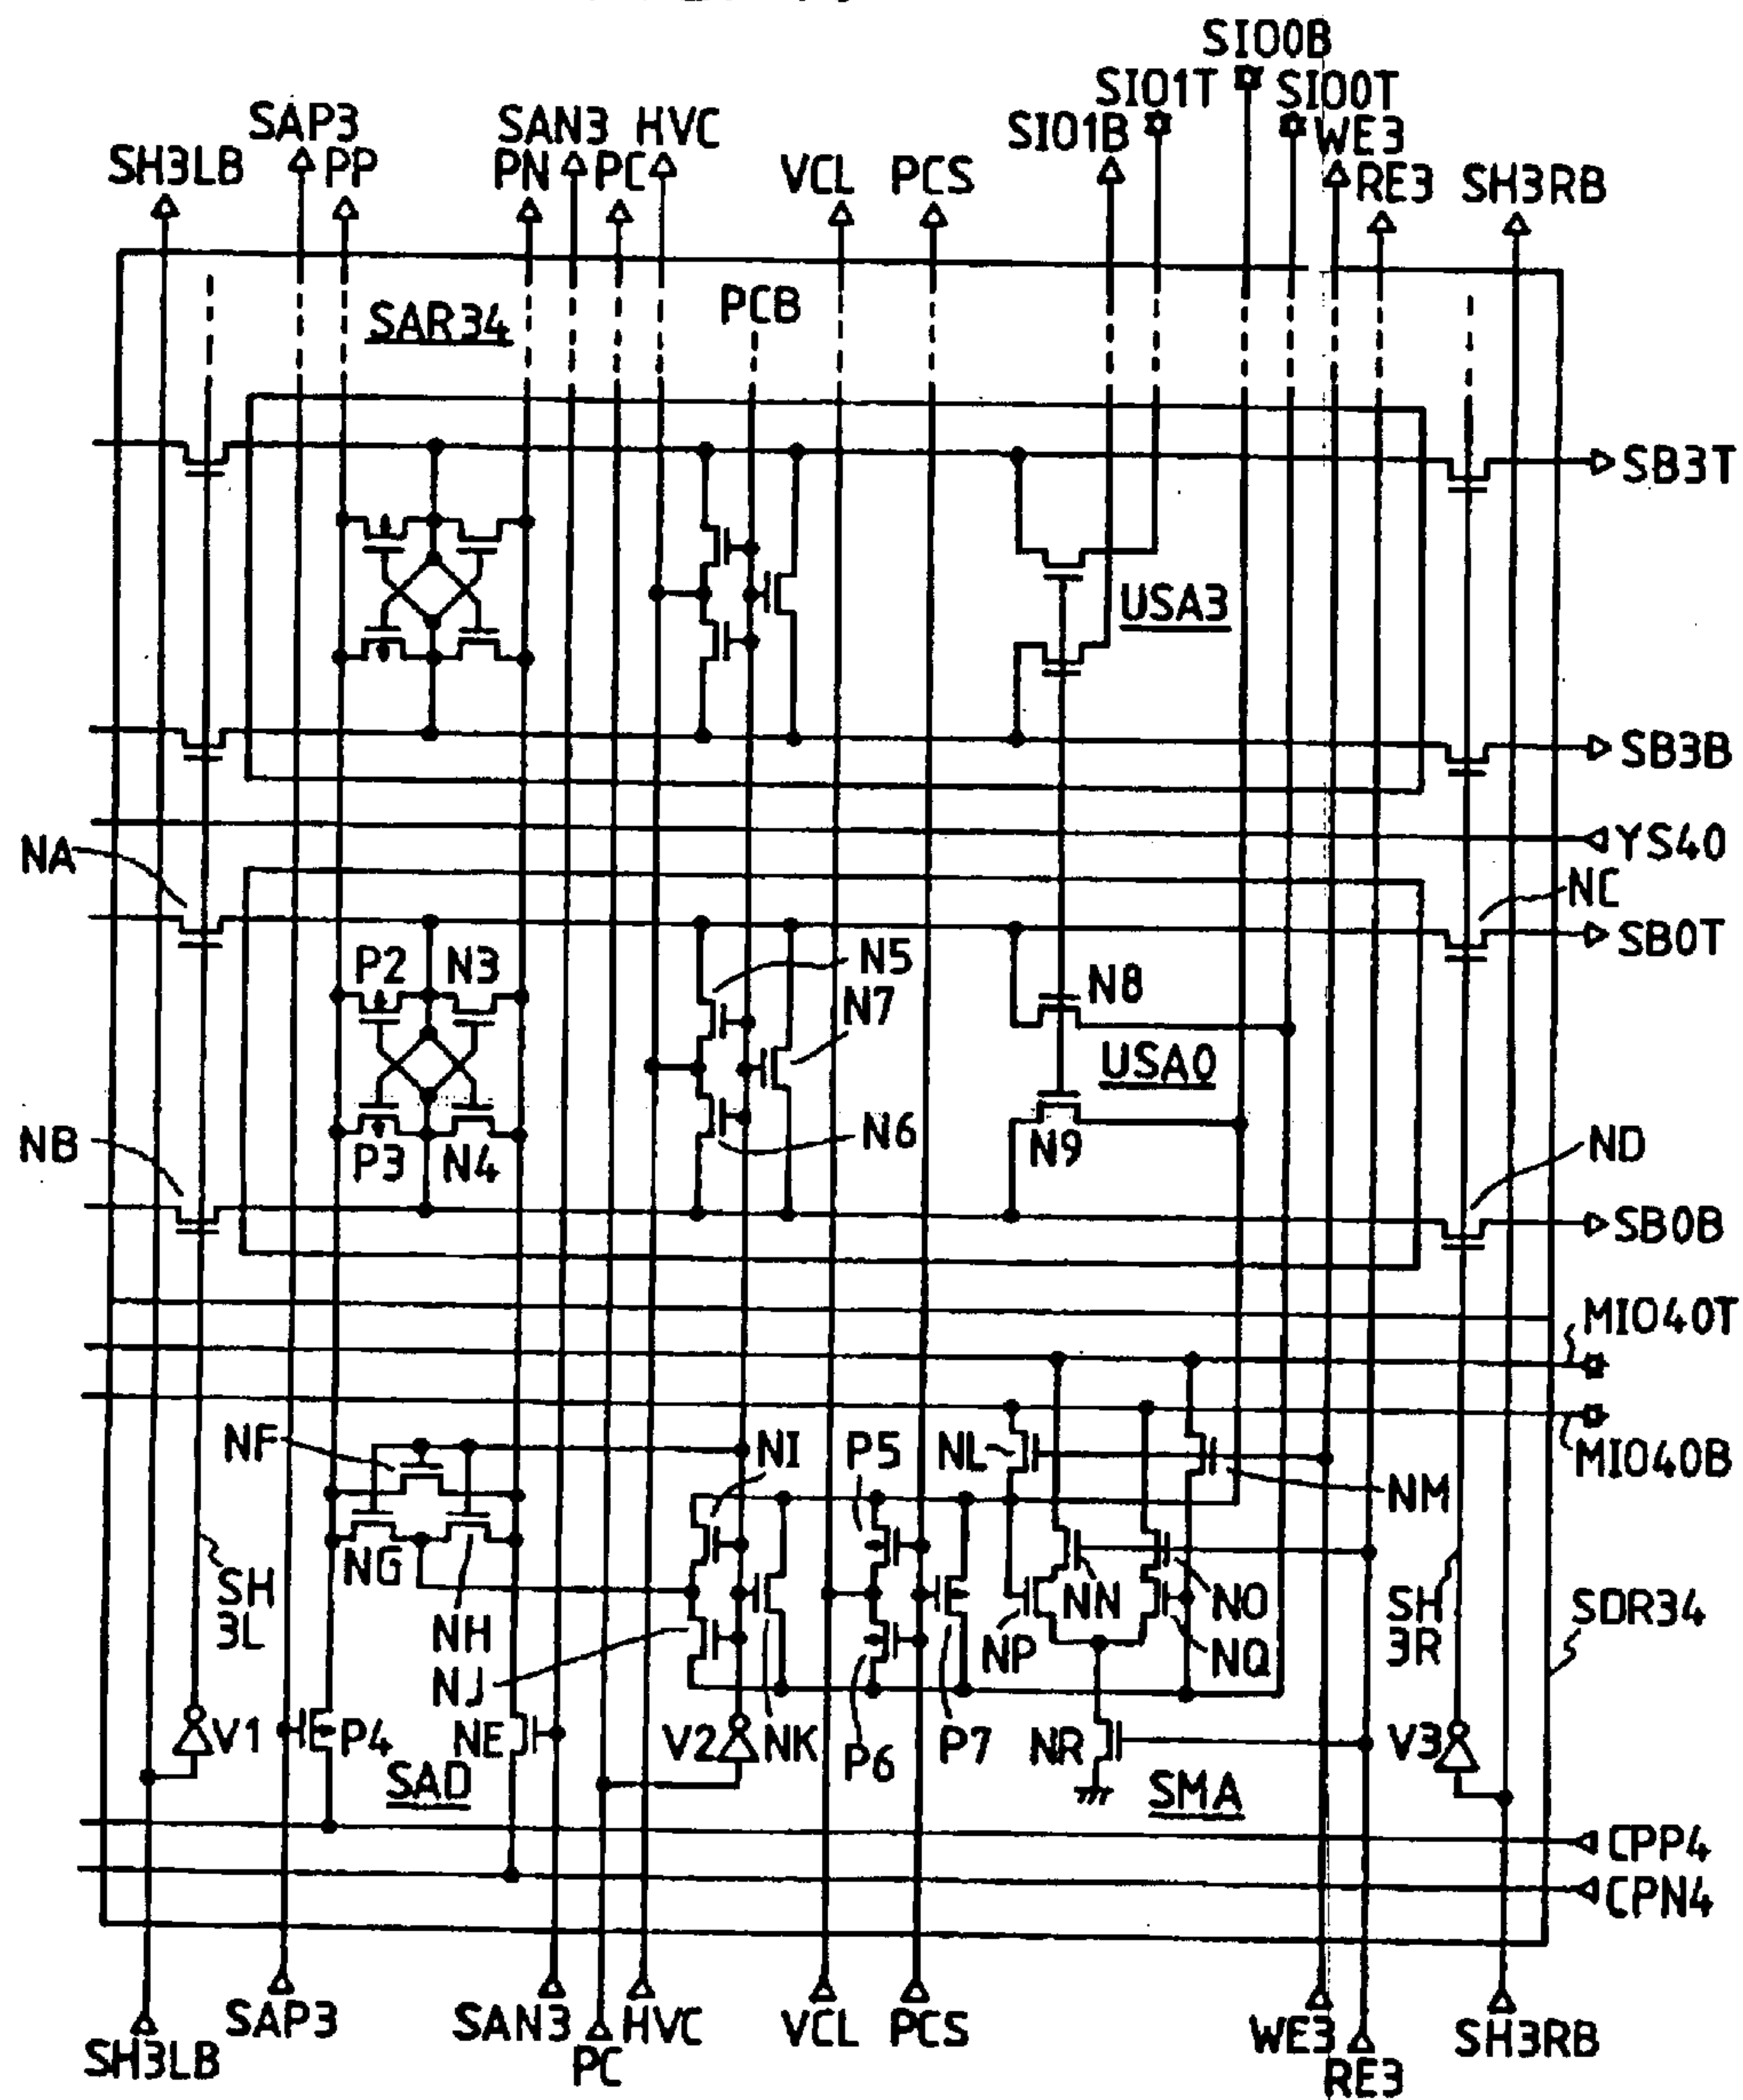 SIO0B
SIO1T SIO0T
SAP3 SAN3 HVC SIO1B WE3
SH3LB PP PN PC VCL PCS RE3 SH3RB
SAR34 PCB
SB3T
USA3
SB3B
YS40
NA NC
SB0T
P2 N3 N5
N7 N8
USA0
NB P3 N4 N6 N9 ND
SB0B
MIO40T
NF NI P5 NL
MIO40B
NM
NG NN NO
SH
3L
NH NP NQ
SH
3R
SDR34
NJ
V1 P4 NE V2 NK P6 P7 NR V3
SAD SMA
CPP4
CPN4
SAP3 SAN3 HVC VCL PCS WE3 SH3RB
SH3LB PC RE3